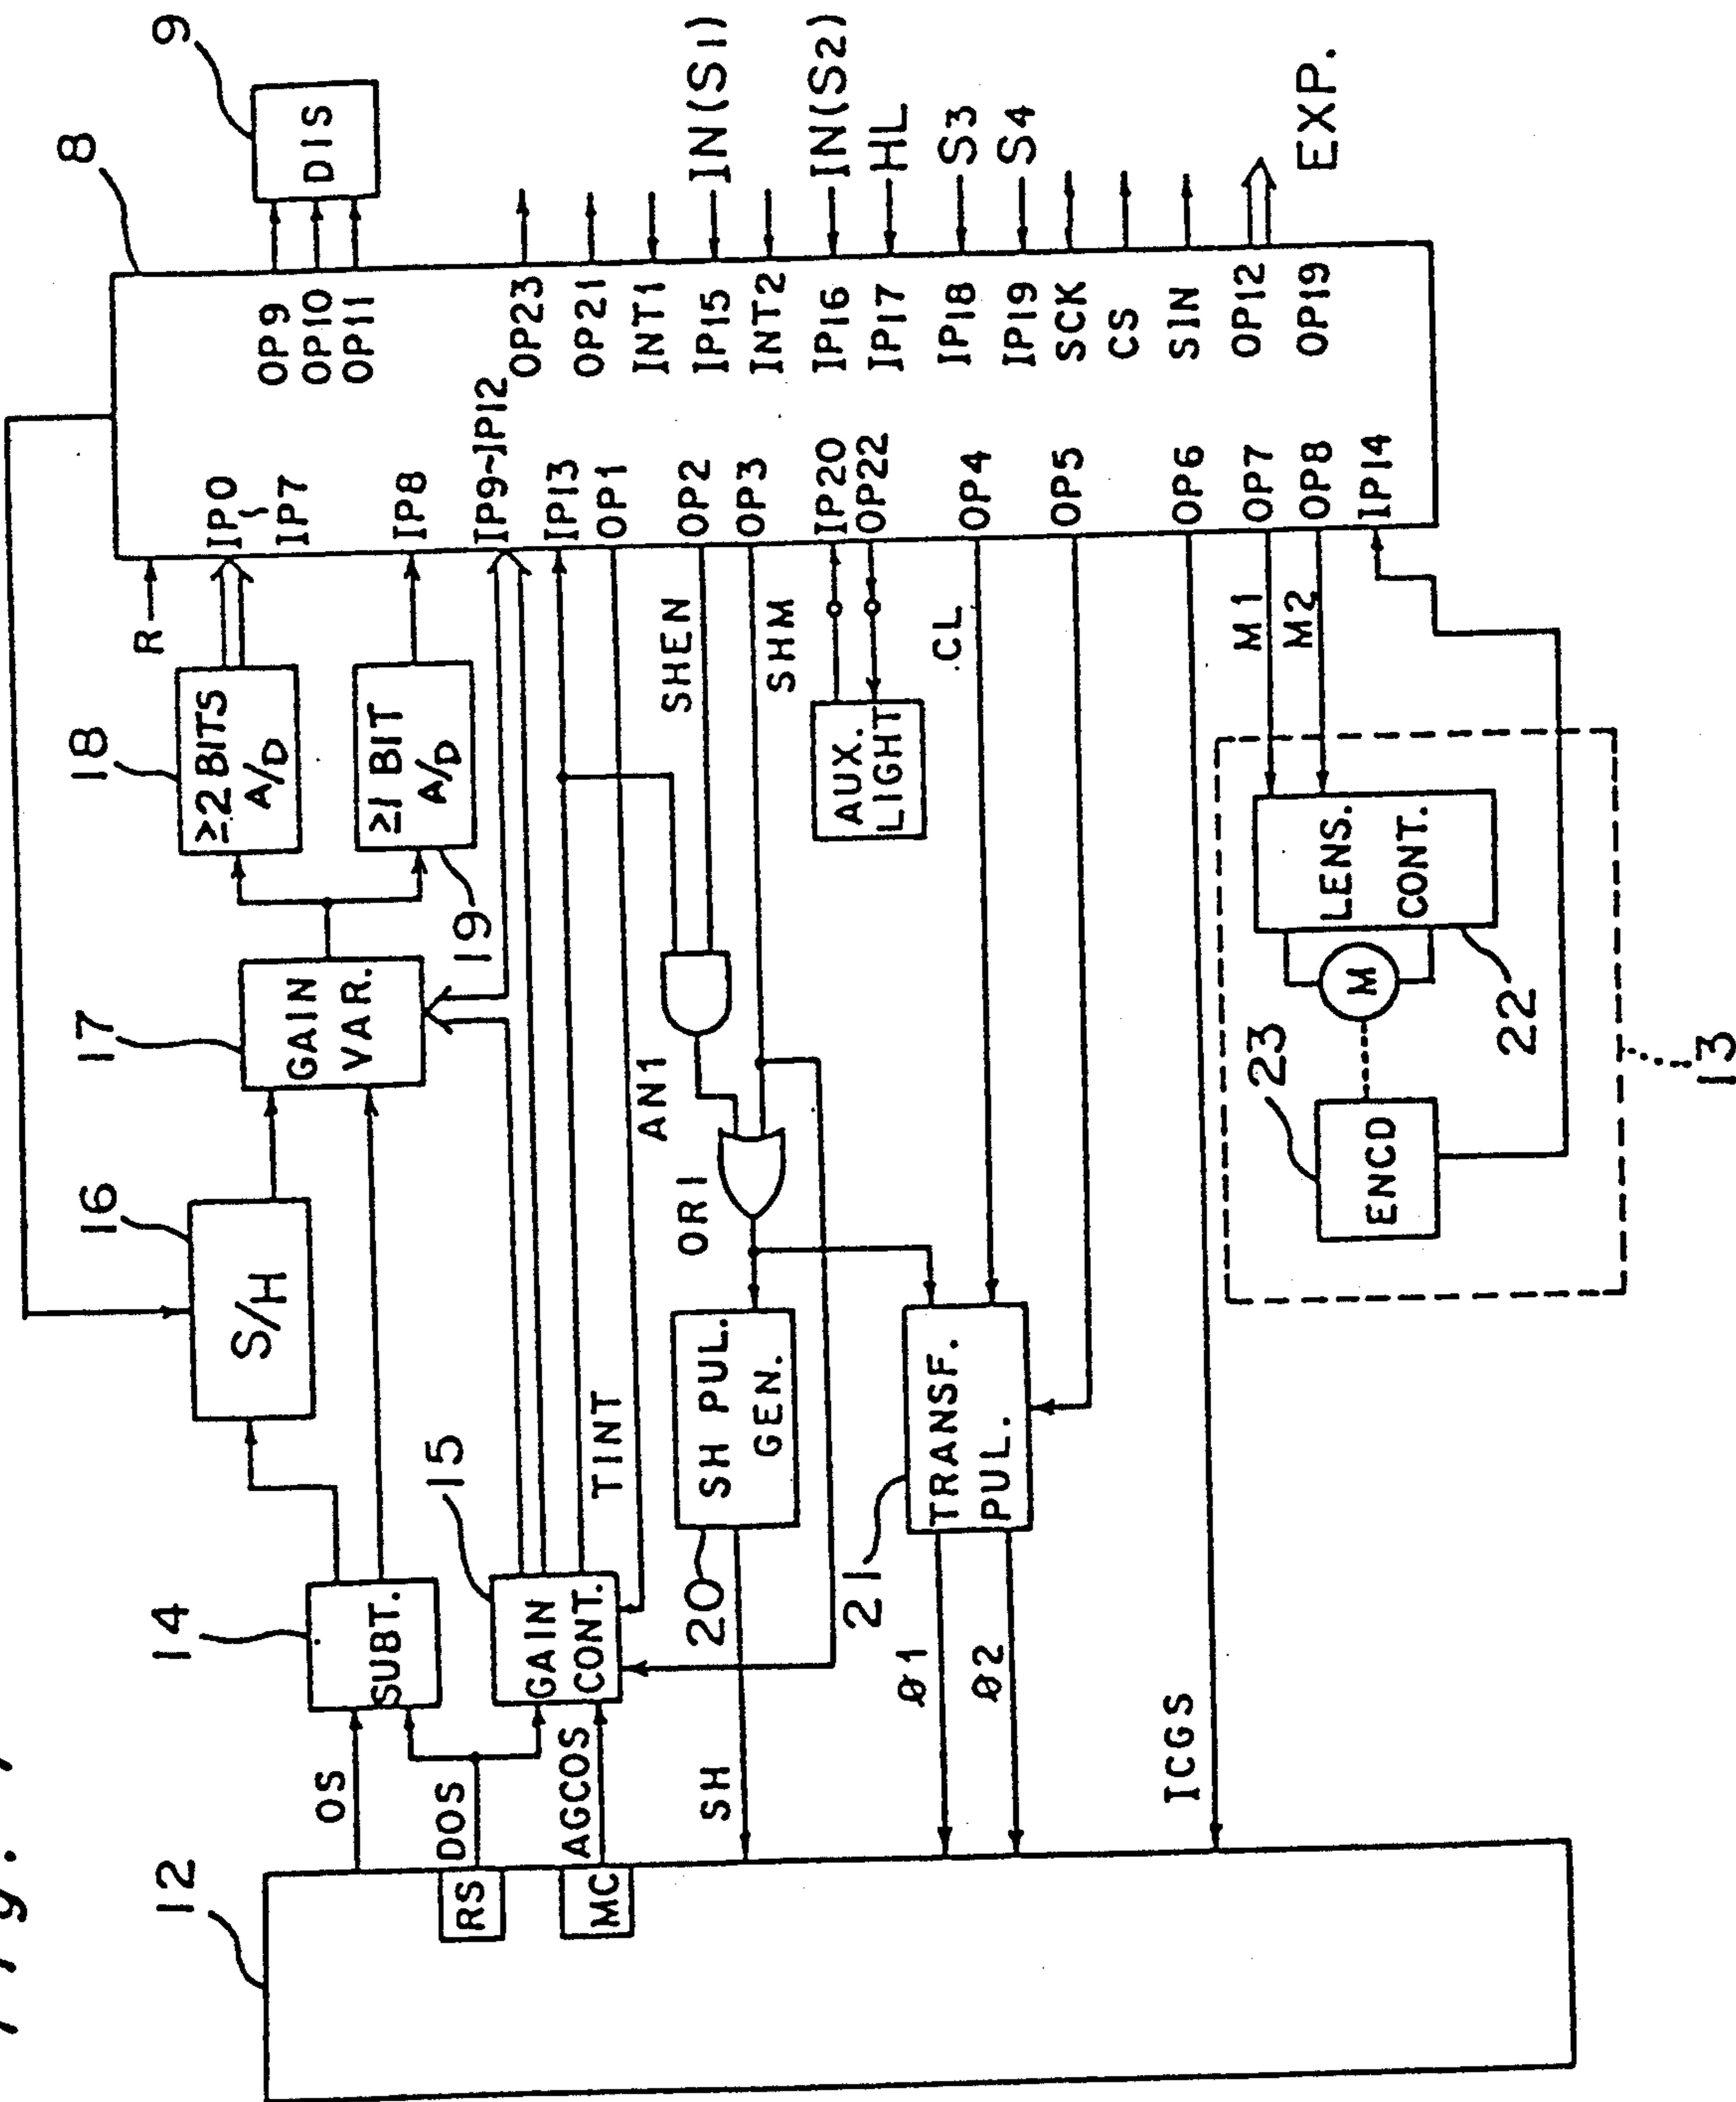 12
OS
RS
DOS
MC
AGCOS
SH
ø1
ø2
ICGS
14
SUBT.
15
GAIN
CONT.
TINT
16
S/H
20
SH PUL.
GEN.
21
TRANSF.
PUL.
OR1
AN1
17
GAIN
VAR.
18
≥2 BITS
A/D
19
≥1 BIT
A/D
R
SHEN
SHM
AUX.
LIGHT
CL
M1
M2
23
ENCD
M
22
LENS.
CONT.
13
8
IP0
~
IP7
IP8
IP9~IP12
IP13
OP1
OP2
OP3
IP20
OP22
OP4
OP5
OP6
OP7
OP8
IP14
OP9
OP10
OP11
OP23
OP21
INT1
IP15
INT2
IP16
IP17
IP18
IP19
SCK
CS
SIN
OP12
OP19
9
DIS
IN(S1)
IN(S2)
HL
S3
S4
EXP.